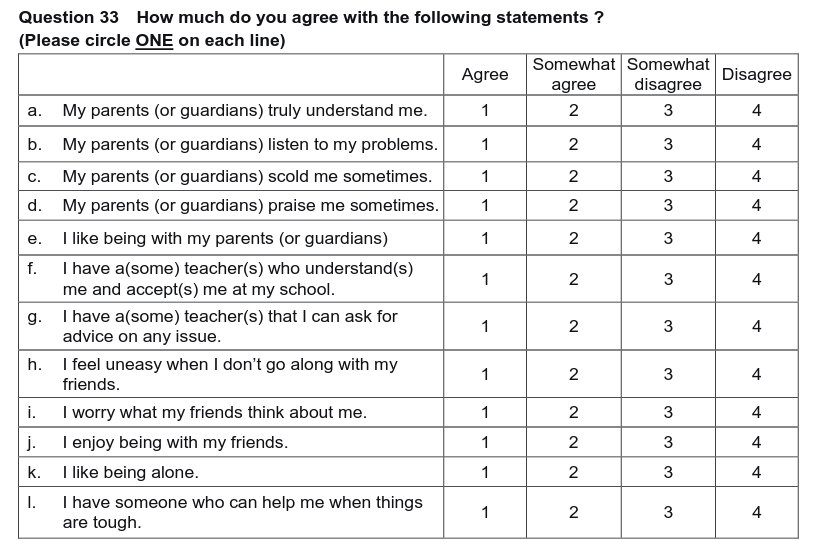 Question 33 How much do you agree with the following statements ?
(Please circle ONE on each line)
Agree Somewhat agree Somewhat disagree Disagree
a. My parents (or guardians) truly understand me. 1 2 3 4
b. My parents (or guardians) listen to my problems. 1 2 3 4
c. My parents (or guardians) scold me sometimes. 1 2 3 4
d. My parents (or guardians) praise me sometimes. 1 2 3 4
e. I like being with my parents (or guardians) 1 2 3 4
f. I have a(some) teacher(s) who understand(s)
me and accept(s) me at my school. 1 2 3 4
g. I have a(some) teacher(s) that I can ask for
advice on any issue. 1 2 3 4
h. I feel uneasy when I don’t go along with my
friends. 1 2 3 4
i. I worry what my friends think about me. 1 2 3 4
j. I enjoy being with my friends. 1 2 3 4
k. I like being alone. 1 2 3 4
l. I have someone who can help me when things
are tough. 1 2 3 4